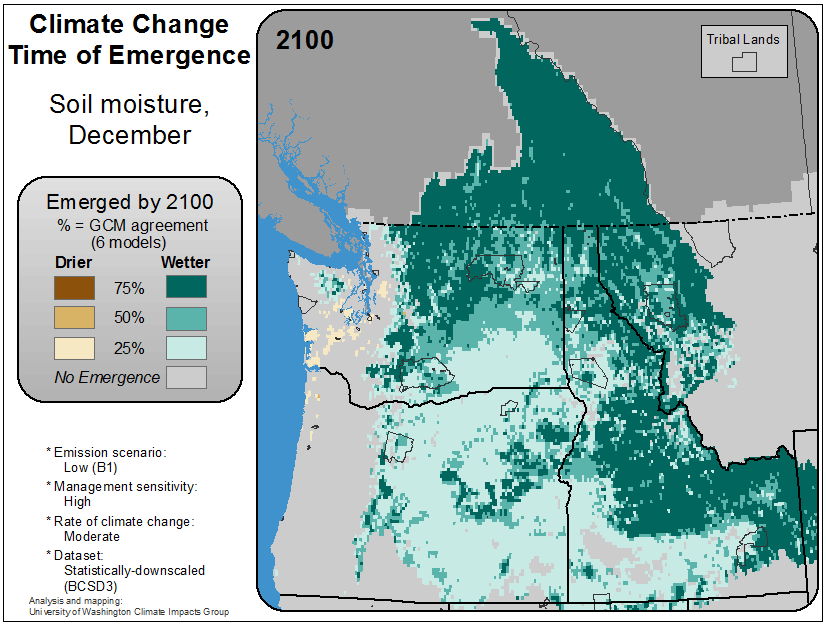 Climate Change
Time of Emergence
Soil moisture,
December
Emerged by 2100
% = GCM agreement
(6 models)
Drier Wetter
75%
50%
25%
No Emergence
* Emission scenario:
Low (B1)
* Management sensitivity:
High
* Rate of climate change:
Moderate
* Dataset:
Statistically-downscaled
(BCSD3)
Analysis and mapping:
University of Washington Climate Impacts Group
2100
Tribal Lands